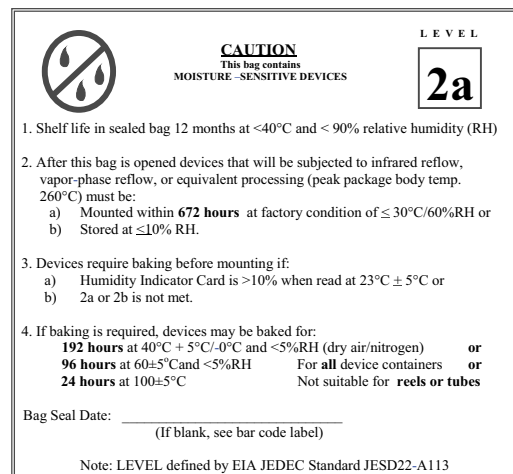 LEVEL
CAUTION
This bag contains
MOISTURE –SENSITIVE DEVICES
2a
1. Shelf life in sealed bag 12 months at <40°C and < 90% relative humidity (RH)
2. After this bag is opened devices that will be subjected to infrared reflow,
vapor-phase reflow, or equivalent processing (peak package body temp.
260°C) must be:
a) Mounted within 672 hours at factory condition of ≤ 30°C/60%RH or
b) Stored at ≤10% RH.
3. Devices require baking before mounting if:
a) Humidity Indicator Card is >10% when read at 23°C ± 5°C or
b) 2a or 2b is not met.
4. If baking is required, devices may be baked for:
192 hours at 40°C + 5°C/-0°C and <5%RH (dry air/nitrogen) or
96 hours at 60±5°Cand <5%RH For all device containers or
24 hours at 100±5°C Not suitable for reels or tubes
Bag Seal Date: ______________________________
(If blank, see bar code label)
Note: LEVEL defined by EIA JEDEC Standard JESD22-A113